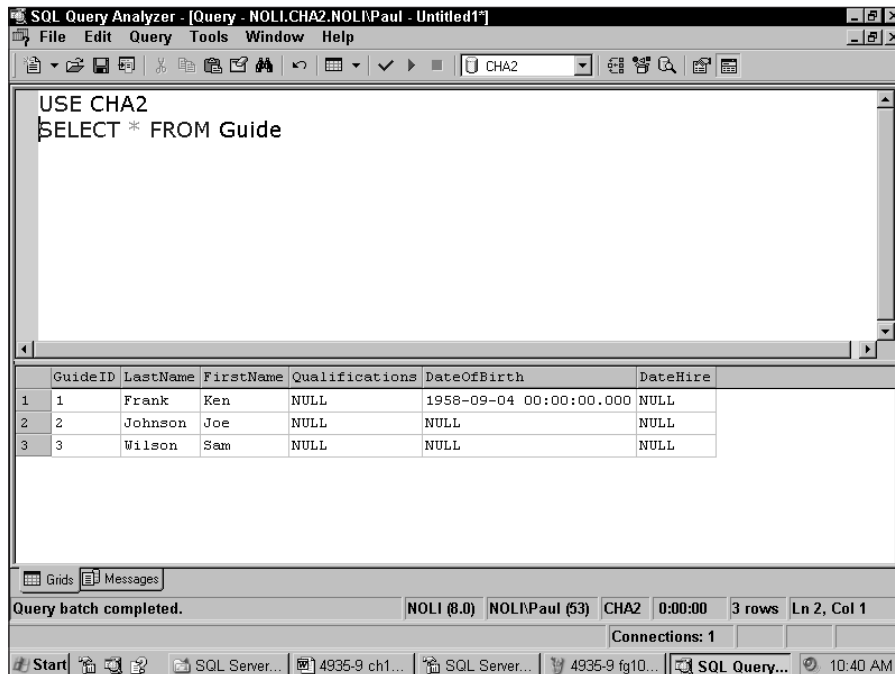 SQL Query Analyzer - [Query - NOLI.CHA2.NOLI\Paul - Untitled1*]
File Edit Query Tools Window Help
CHA2
USE CHA2
SELECT * FROM Guide
GuideID LastName FirstName Qualifications DateOfBirth DateHire
1 1 Frank Ken NULL 1958-09-04 00:00:00.000 NULL
2 2 Johnson Joe NULL NULL NULL
3 3 Wilson Sam NULL NULL NULL
Grids Messages
Query batch completed. NOLI (8.0) NOLI\Paul (53) CHA2 0:00:00 3 rows Ln 2, Col 1
Connections: 1
Start SQL Server... 4935-9 ch1... SQL Server... 4935-9 fg10... SQL Query... 10:40 AM